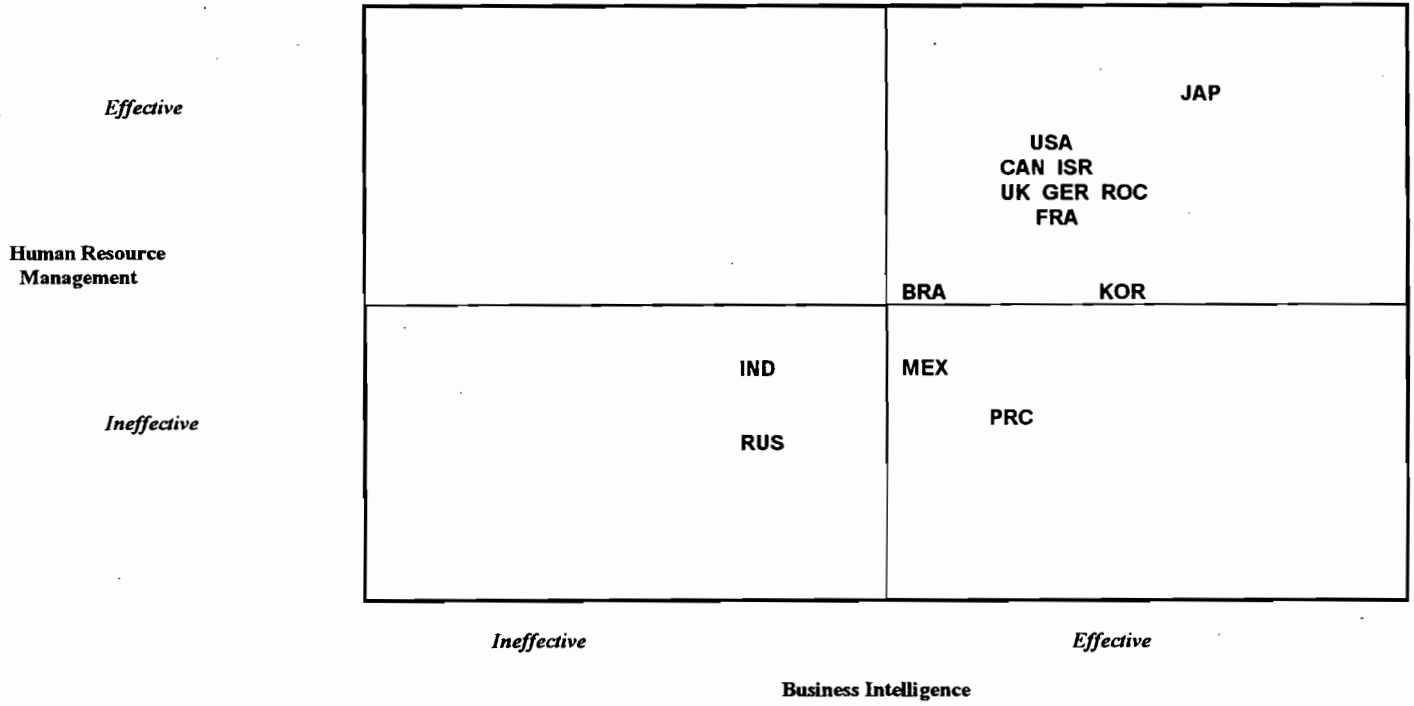 Effective
JAP
USA
CAN ISR
UK GER ROC
FRA
Human Resource
Management
BRA KOR
IND MEX
Ineffective
PRC
RUS
Ineffective Effective
Business Intelligence